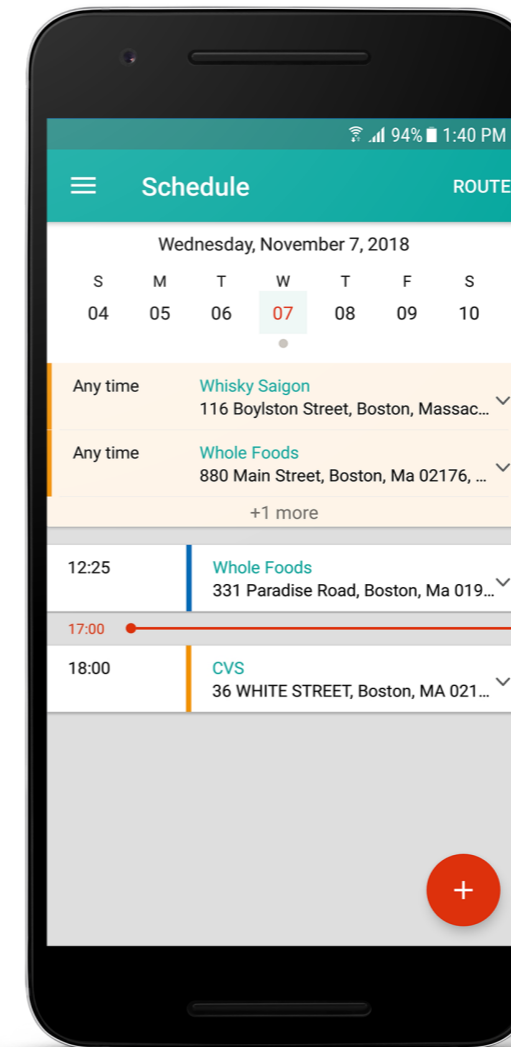 94% 1:40 PM
Schedule ROUTE
Wednesday, November 7, 2018
S M T W T F S
04 05 06 07 08 09 10
Any time Whisky Saigon
116 Boylston Street, Boston, Massac...
Any time Whole Foods
880 Main Street, Boston, Ma 02176, ...
+1 more
12:25 Whole Foods
331 Paradise Road, Boston, Ma 019...
17:00
18:00 CVS
36 WHITE STREET, Boston, MA 021...
+